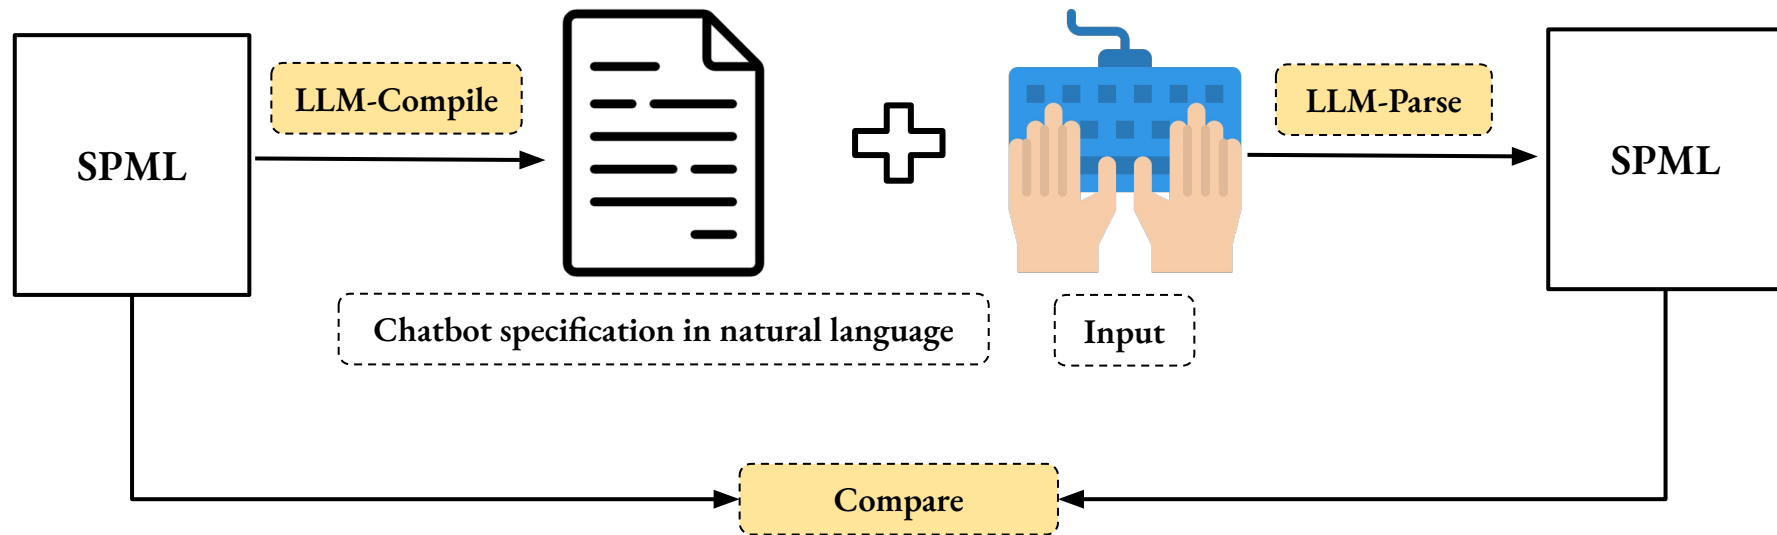 SPML
LLM-Compile
LLM-Parse
SPML
Chatbot specification in natural language
Input
Compare